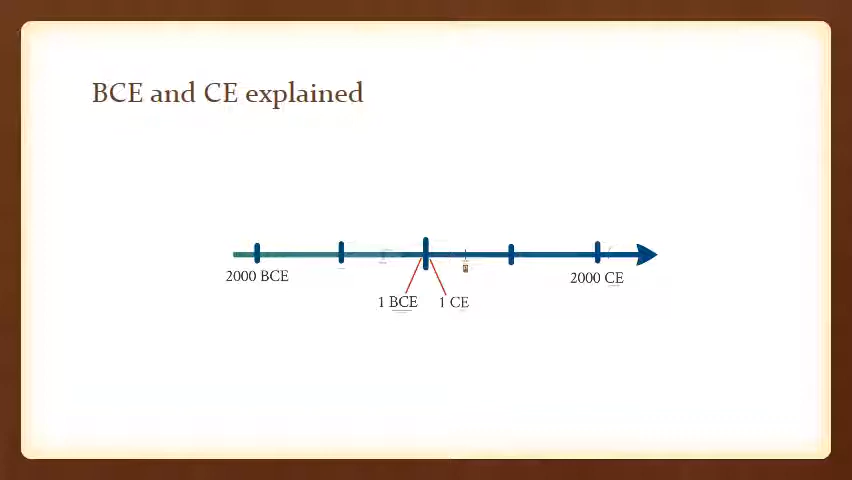 BCE and CE explained
2000 BCE
2000 CE
1 BCE
1 CE